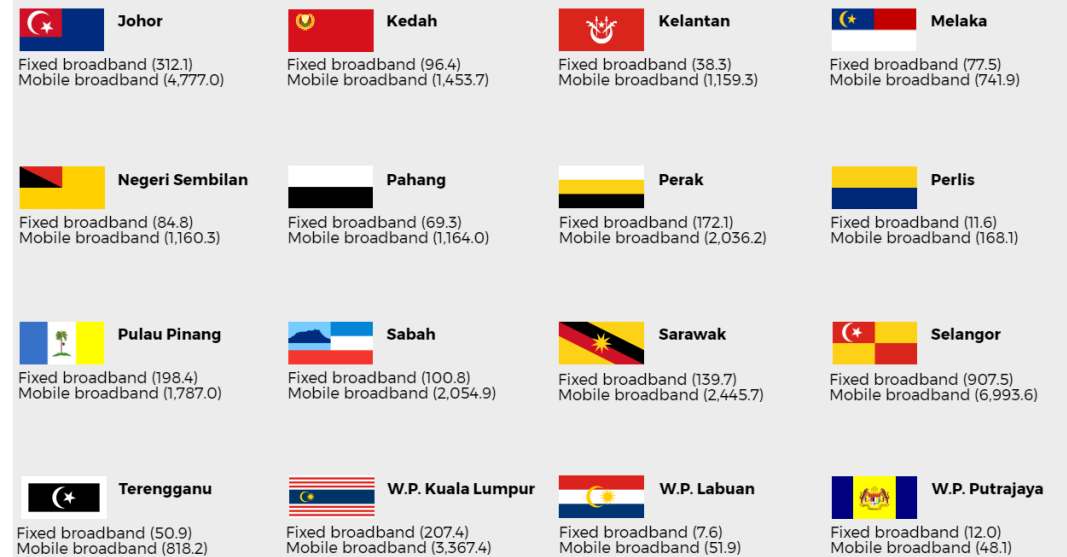 Johor
Fixed broadband (312.1)
Mobile broadband (4,777.0)
Kedah
Fixed broadband (96.4)
Mobile broadband (1,453.7)
Kelantan
Fixed broadband (38.3)
Mobile broadband (1,159.3)
Melaka
Fixed broadband (77.5)
Mobile broadband (741.9)
Negeri Sembilan
Fixed broadband (84.8)
Mobile broadband (1,160.3)
Pahang
Fixed broadband (69.3)
Mobile broadband (1,164.0)
Perak
Fixed broadband (172.1)
Mobile broadband (2,036.2)
Perlis
Fixed broadband (11.6)
Mobile broadband (168.1)
Pulau Pinang
Fixed broadband (198.4)
Mobile broadband (1,787.0)
Sabah
Fixed broadband (100.8)
Mobile broadband (2,054.9)
Sarawak
Fixed broadband (139.7)
Mobile broadband (2,445.7)
Selangor
Fixed broadband (907.5)
Mobile broadband (6,993.6)
Terengganu
Fixed broadband (50.9)
Mobile broadband (818.2)
W.P. Kuala Lumpur
Fixed broadband (207.4)
Mobile broadband (3,367.4)
W.P. Labuan
Fixed broadband (7.6)
Mobile broadband (51.9)
W.P. Putrajaya
Fixed broadband (12.0)
Mobile broadband (48.1)